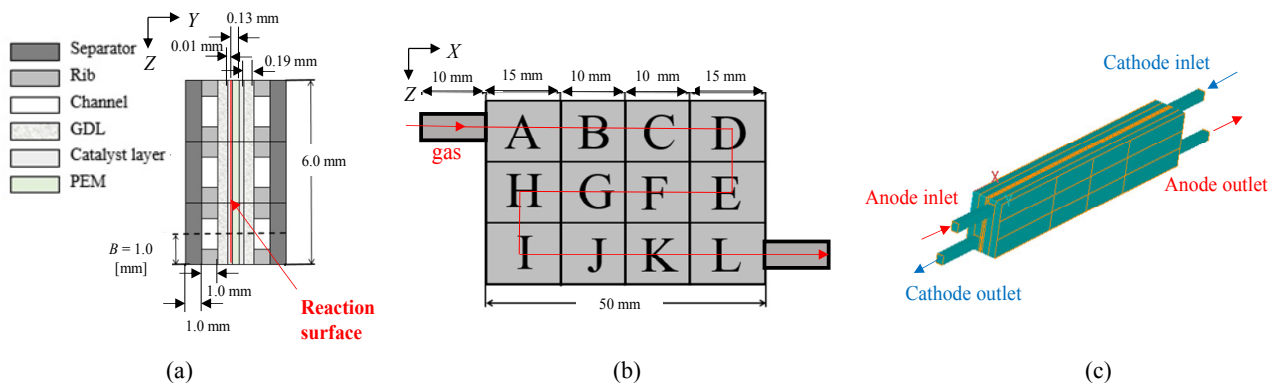 Separator
Rib
Channel
GDL
Catalyst layer
PEM
Y
Z
0.13 mm
0.01 mm
0.19 mm
6.0 mm
B = 1.0
[mm]
1.0 mm
1.0 mm
Reaction
surface
(a)
X
Z
10 mm
15 mm
10 mm
10 mm
15 mm
gas
A B C D
H G F E
I J K L
50 mm
(b)
Cathode inlet
Anode outlet
X
Anode inlet
Cathode outlet
(c)